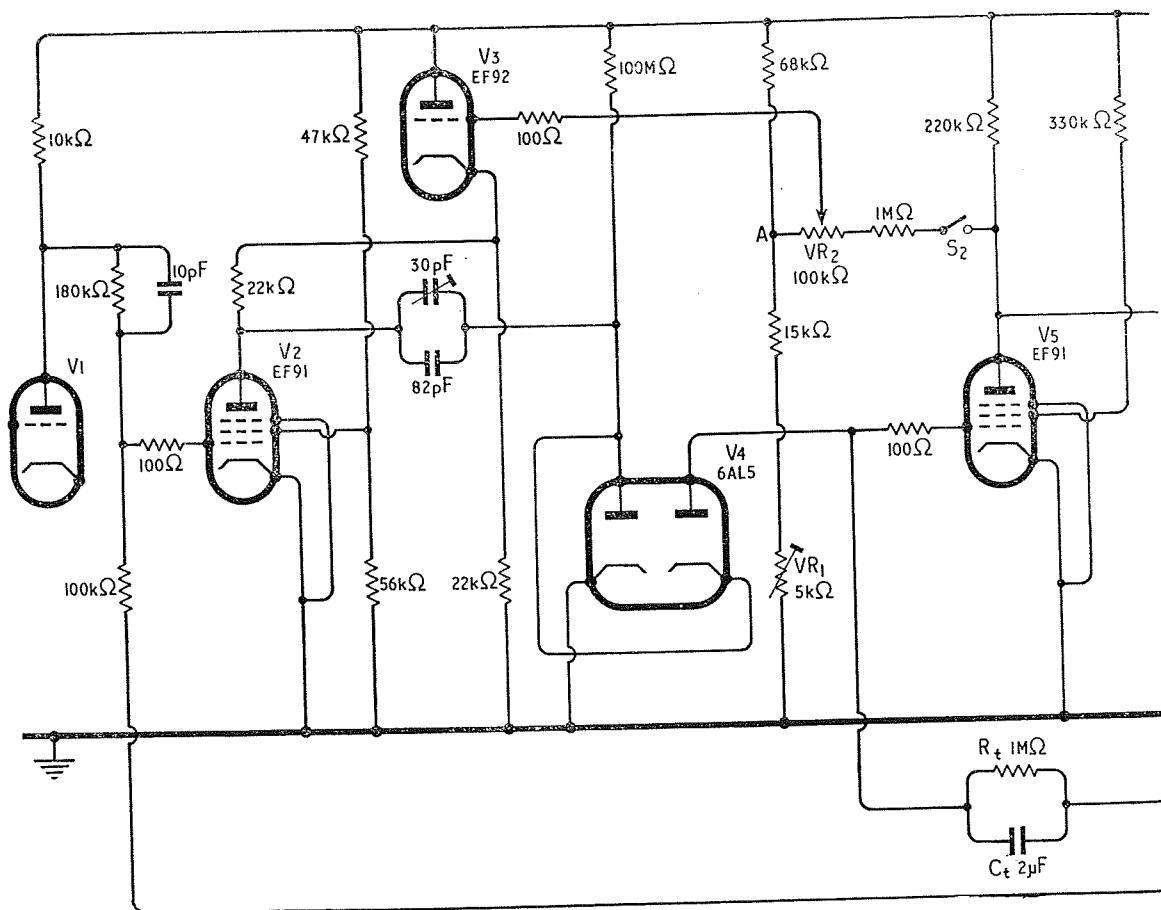 V3
EF92
100MΩ
68kΩ
10kΩ
47kΩ
100Ω
220kΩ
330kΩ
A
1MΩ
S2
VR2
100kΩ
10pF
180kΩ
22kΩ
30pF
82pF
15kΩ
V1
V2
EF91
V5
EF91
100Ω
V4
6AL5
100Ω
100kΩ
56kΩ
22kΩ
VR1
5kΩ
Rt 1MΩ
Ct 2µF